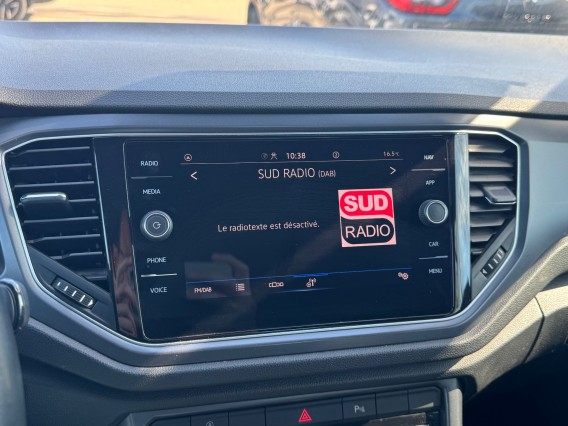 RADIO
10:38
16.5°C
NAV
< SUD RADIO (DAB) >
MEDIA
APP
Le radiotexte est désactivé.
SUD
RADIO
CAR
PHONE
MENU
VOICE
FM/DAB
P